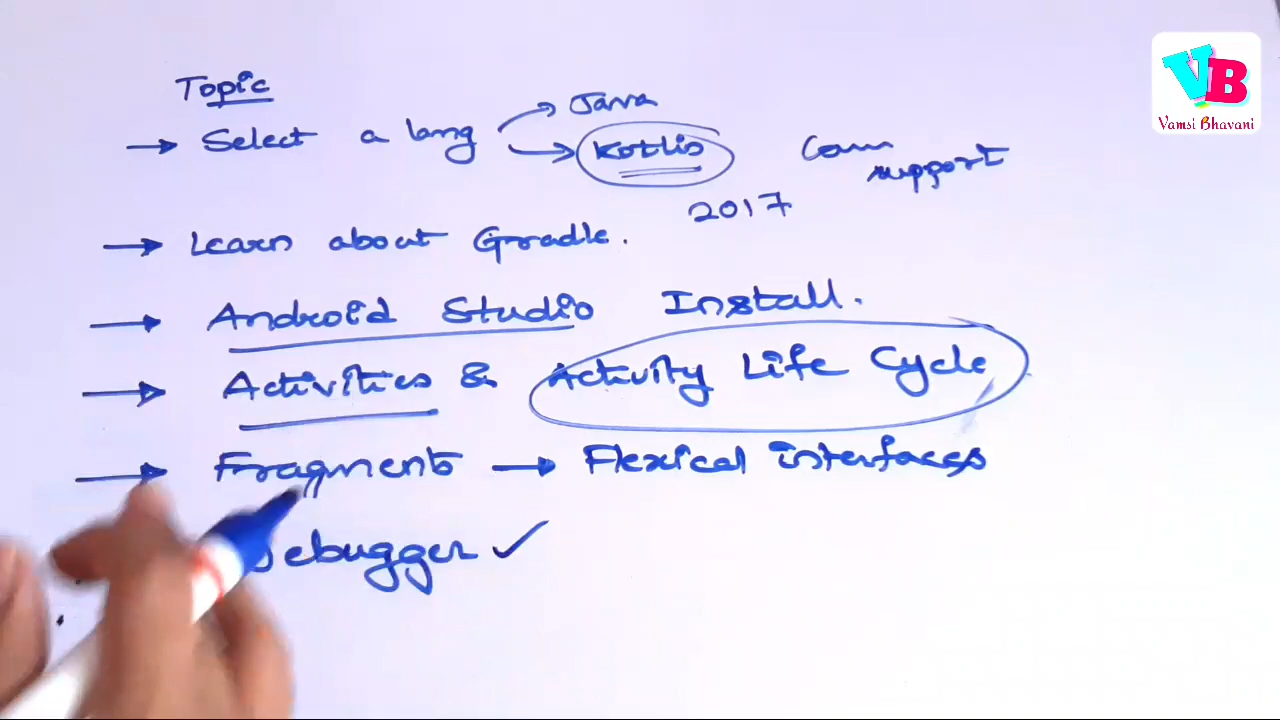 Topic
→ Select a lang → Java
→ Kotlin
Com support
2017
→ Learn about Gradle.
→ Android Studio Install.
→ Activities & Activity Life Cycle
→ Fragments → Flexical interfaces
Debugger ✓
VB
Vamsi Bhavani